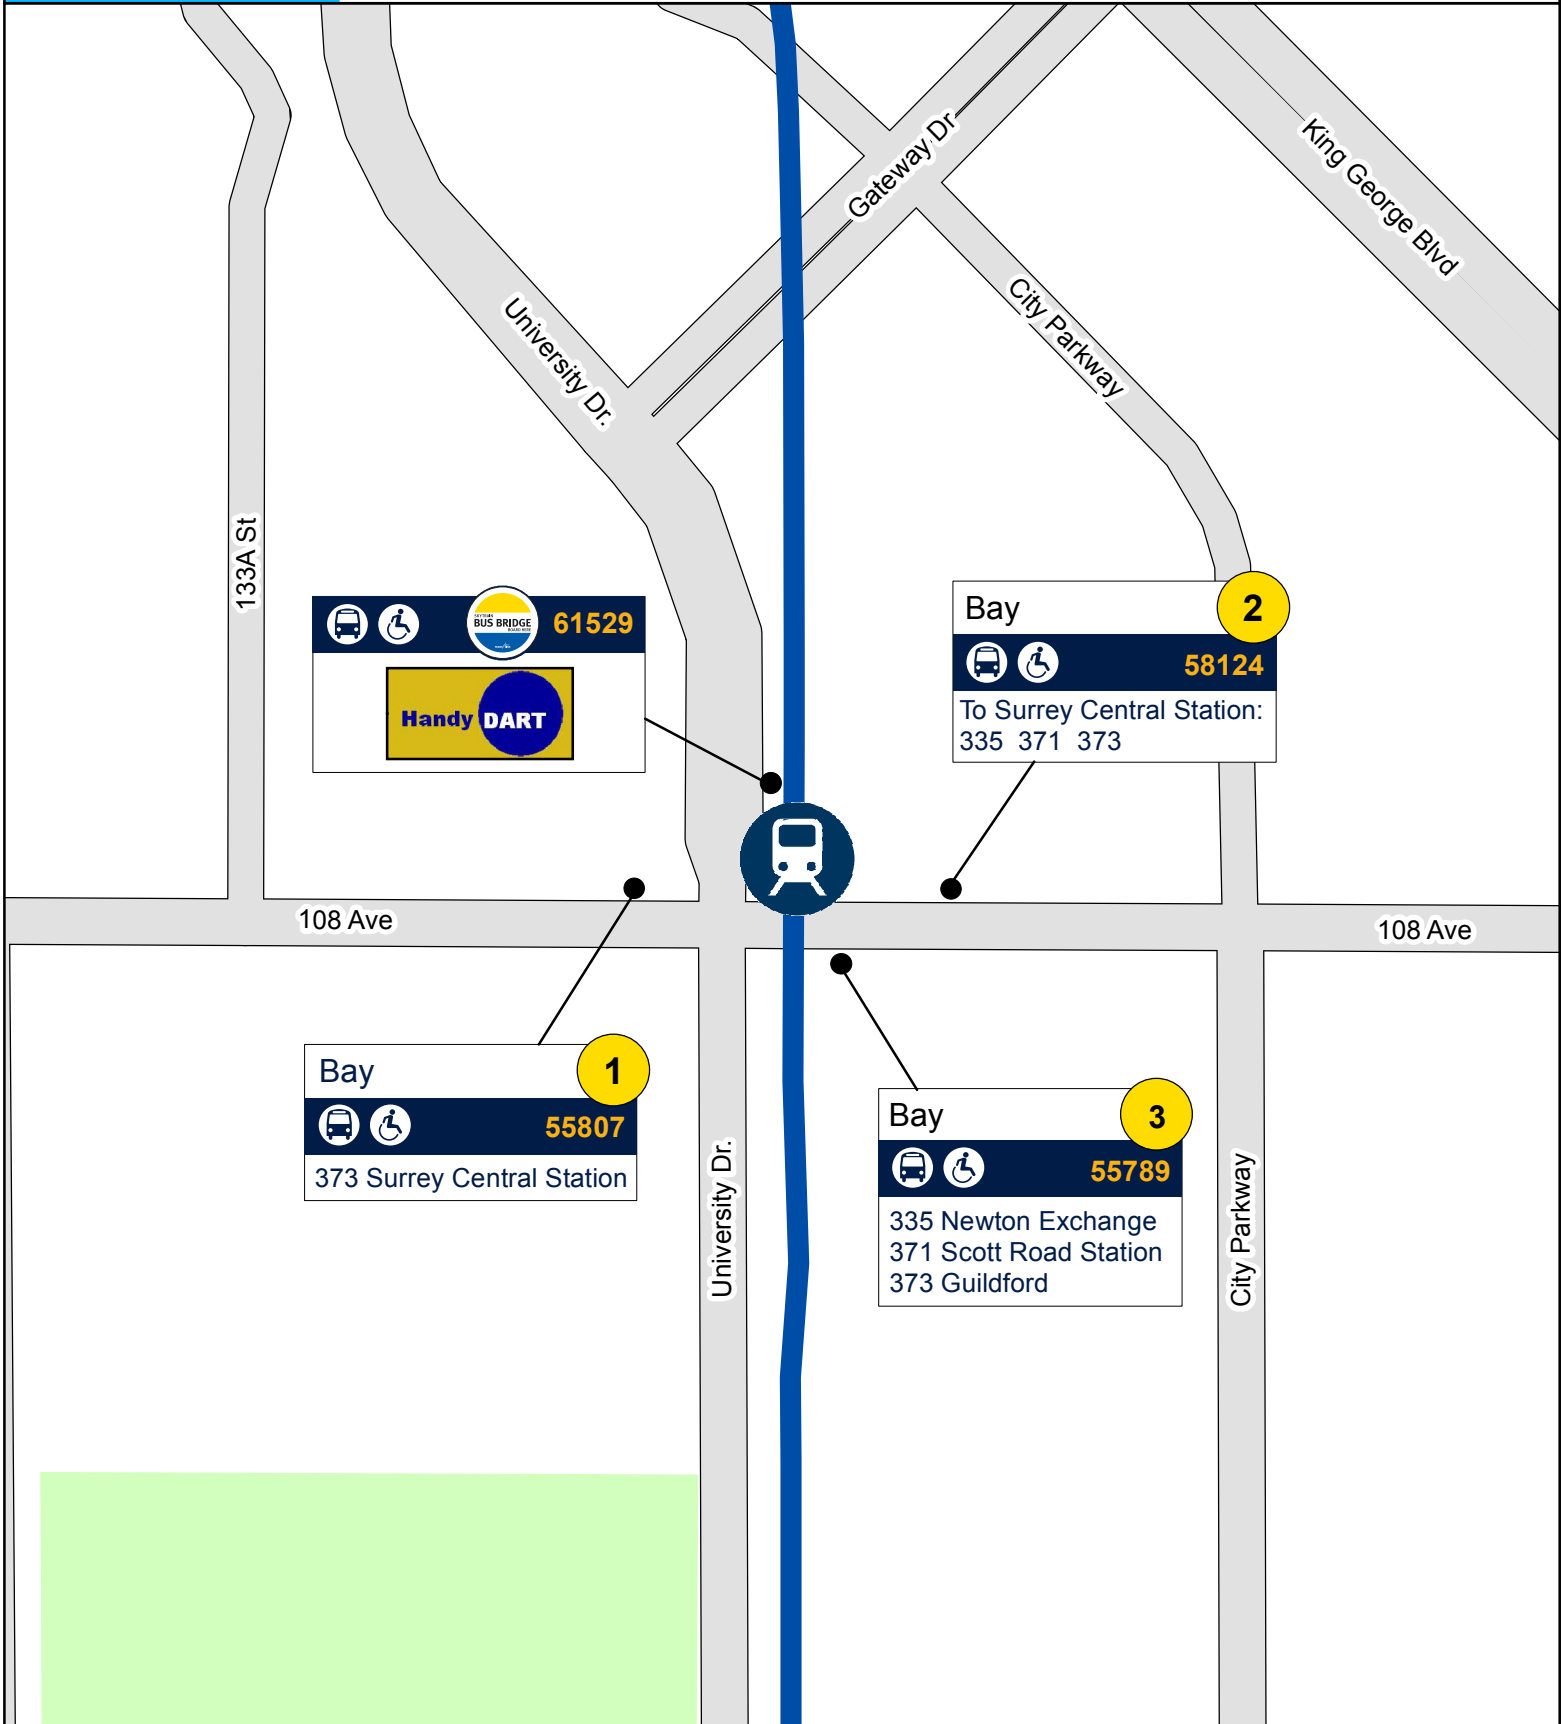 Gateway Dr
King George Blvd
City Parkway
University Dr.
133A St
BUS BRIDGE
61529
Handy DART
Bay
2
58124
To Surrey Central Station:
335 371 373
108 Ave
108 Ave
Bay
1
55807
373 Surrey Central Station
Bay
3
55789
335 Newton Exchange
371 Scott Road Station
373 Guildford
University Dr.
City Parkway